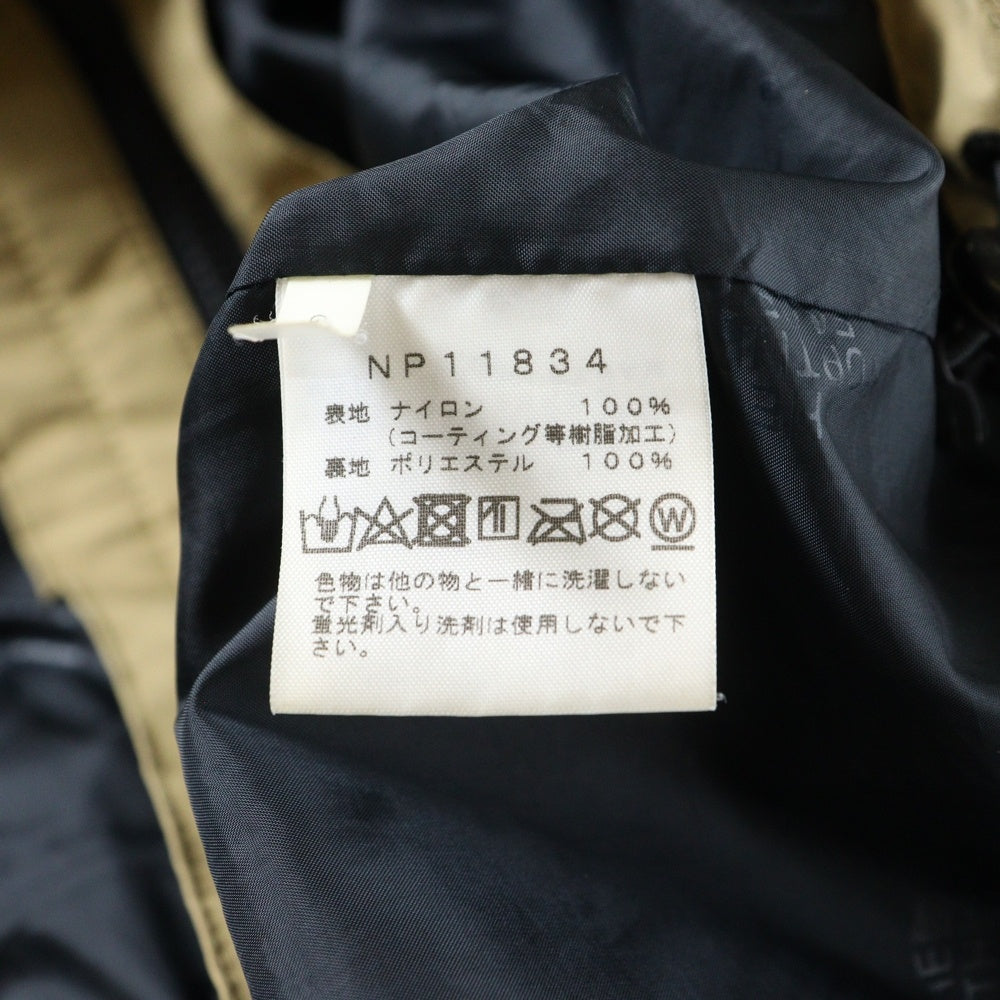 NP11834
表地 ナイロン 100%
(コーティング等樹脂加工)
裏地 ポリエステル 100%
W
色物は他の物と一緒に洗濯しない
で下さい。
蛍光剤入り洗剤は使用しないで下
さい。